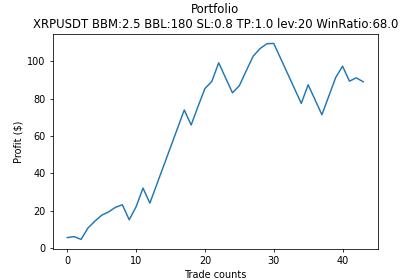 Portfolio
XRPUSDT BBM:2.5 BBL:180 SL:0.8 TP:1.0 lev:20 WinRatio:68.0
Profit ($)
100
80
60
40
20
0
0 10 20 30 40
Trade counts